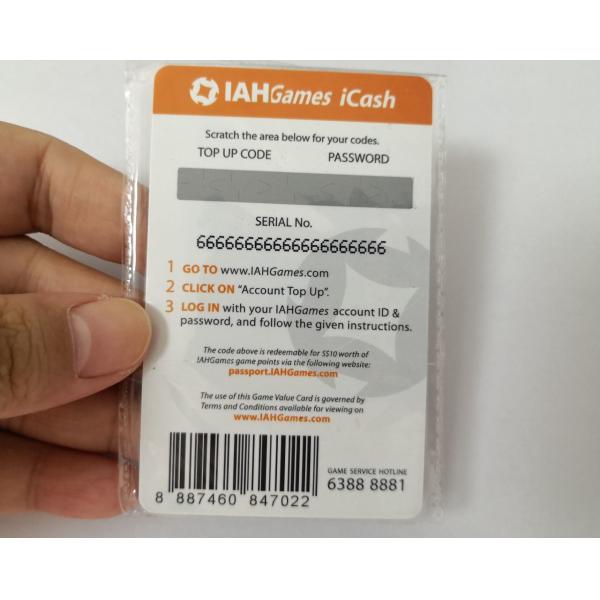 IAHGames iCash
Scratch the area below for your codes.
TOP UP CODE PASSWORD
SERIAL No.
66666666666666666666
1 GO TO www.IAHGames.com
2 CLICK ON "Account Top Up".
3 LOG IN with your IAHGames account ID &
password, and follow the given instructions.
The code above is redeemable for S$10 worth of
IAHGames game points via the following website:
passport.IAHGames.com
The use of this Game Value Card is governed by
Terms and Conditions available for viewing on
www.IAHGames.com
GAME SERVICE HOTLINE
6388 8881
8 887460 847022